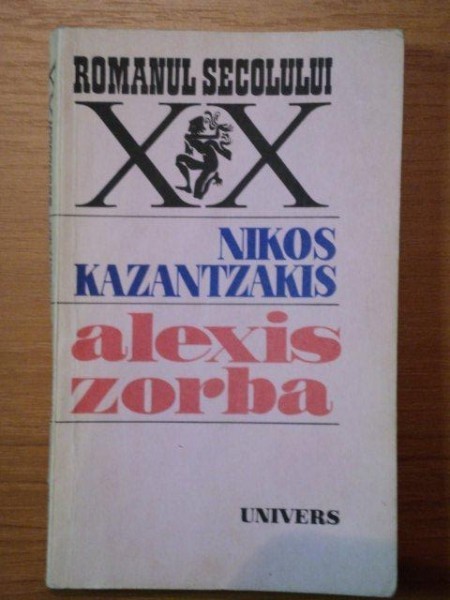 ROMANUL SECOLULUI
XX
NIKOS
KAZANTZAKIS
alexis
zorba
UNIVERS